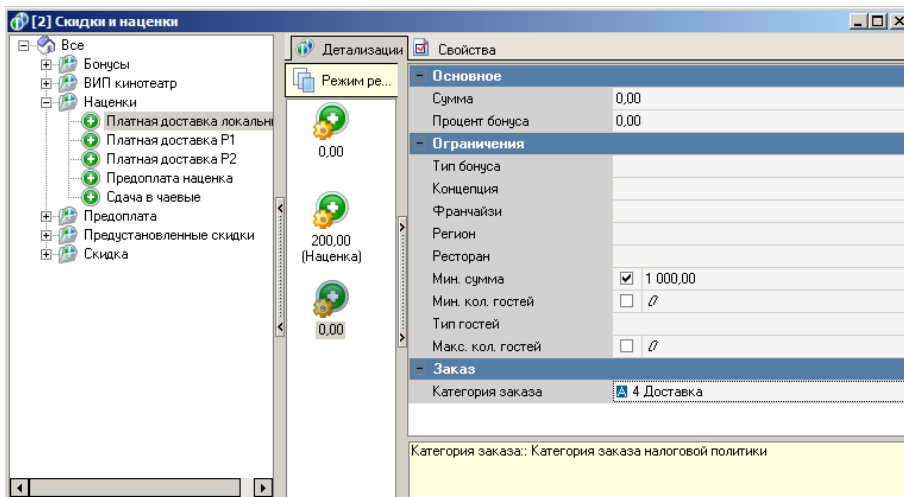 [2] Скидки и наценки
Все
Бонусы
ВИП кинотеатр
Наценки
Платная доставка локальн
Платная доставка Р1
Платная доставка Р2
Предоплата наценка
Сдача в чаевые
Предоплата
Предустановленные скидки
Скидка
Детализации
Режим ре...
0,00
200,00
(Наценка)
0,00
Свойства
Основное
Сумма 0,00
Процент бонуса 0,00
Ограничения
Тип бонуса
Концепция
Франчайзи
Регион
Ресторан
Мин. сумма 1 000,00
Мин. кол. гостей 0
Тип гостей
Макс. кол. гостей 0
Заказ
Категория заказа A 4 Доставка
Категория заказа:: Категория заказа налоговой политики